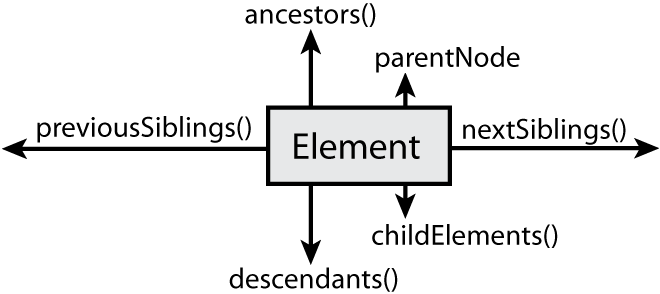 ancestors()
parentNode
previousSiblings()
Element
nextSiblings()
childElements()
descendants()